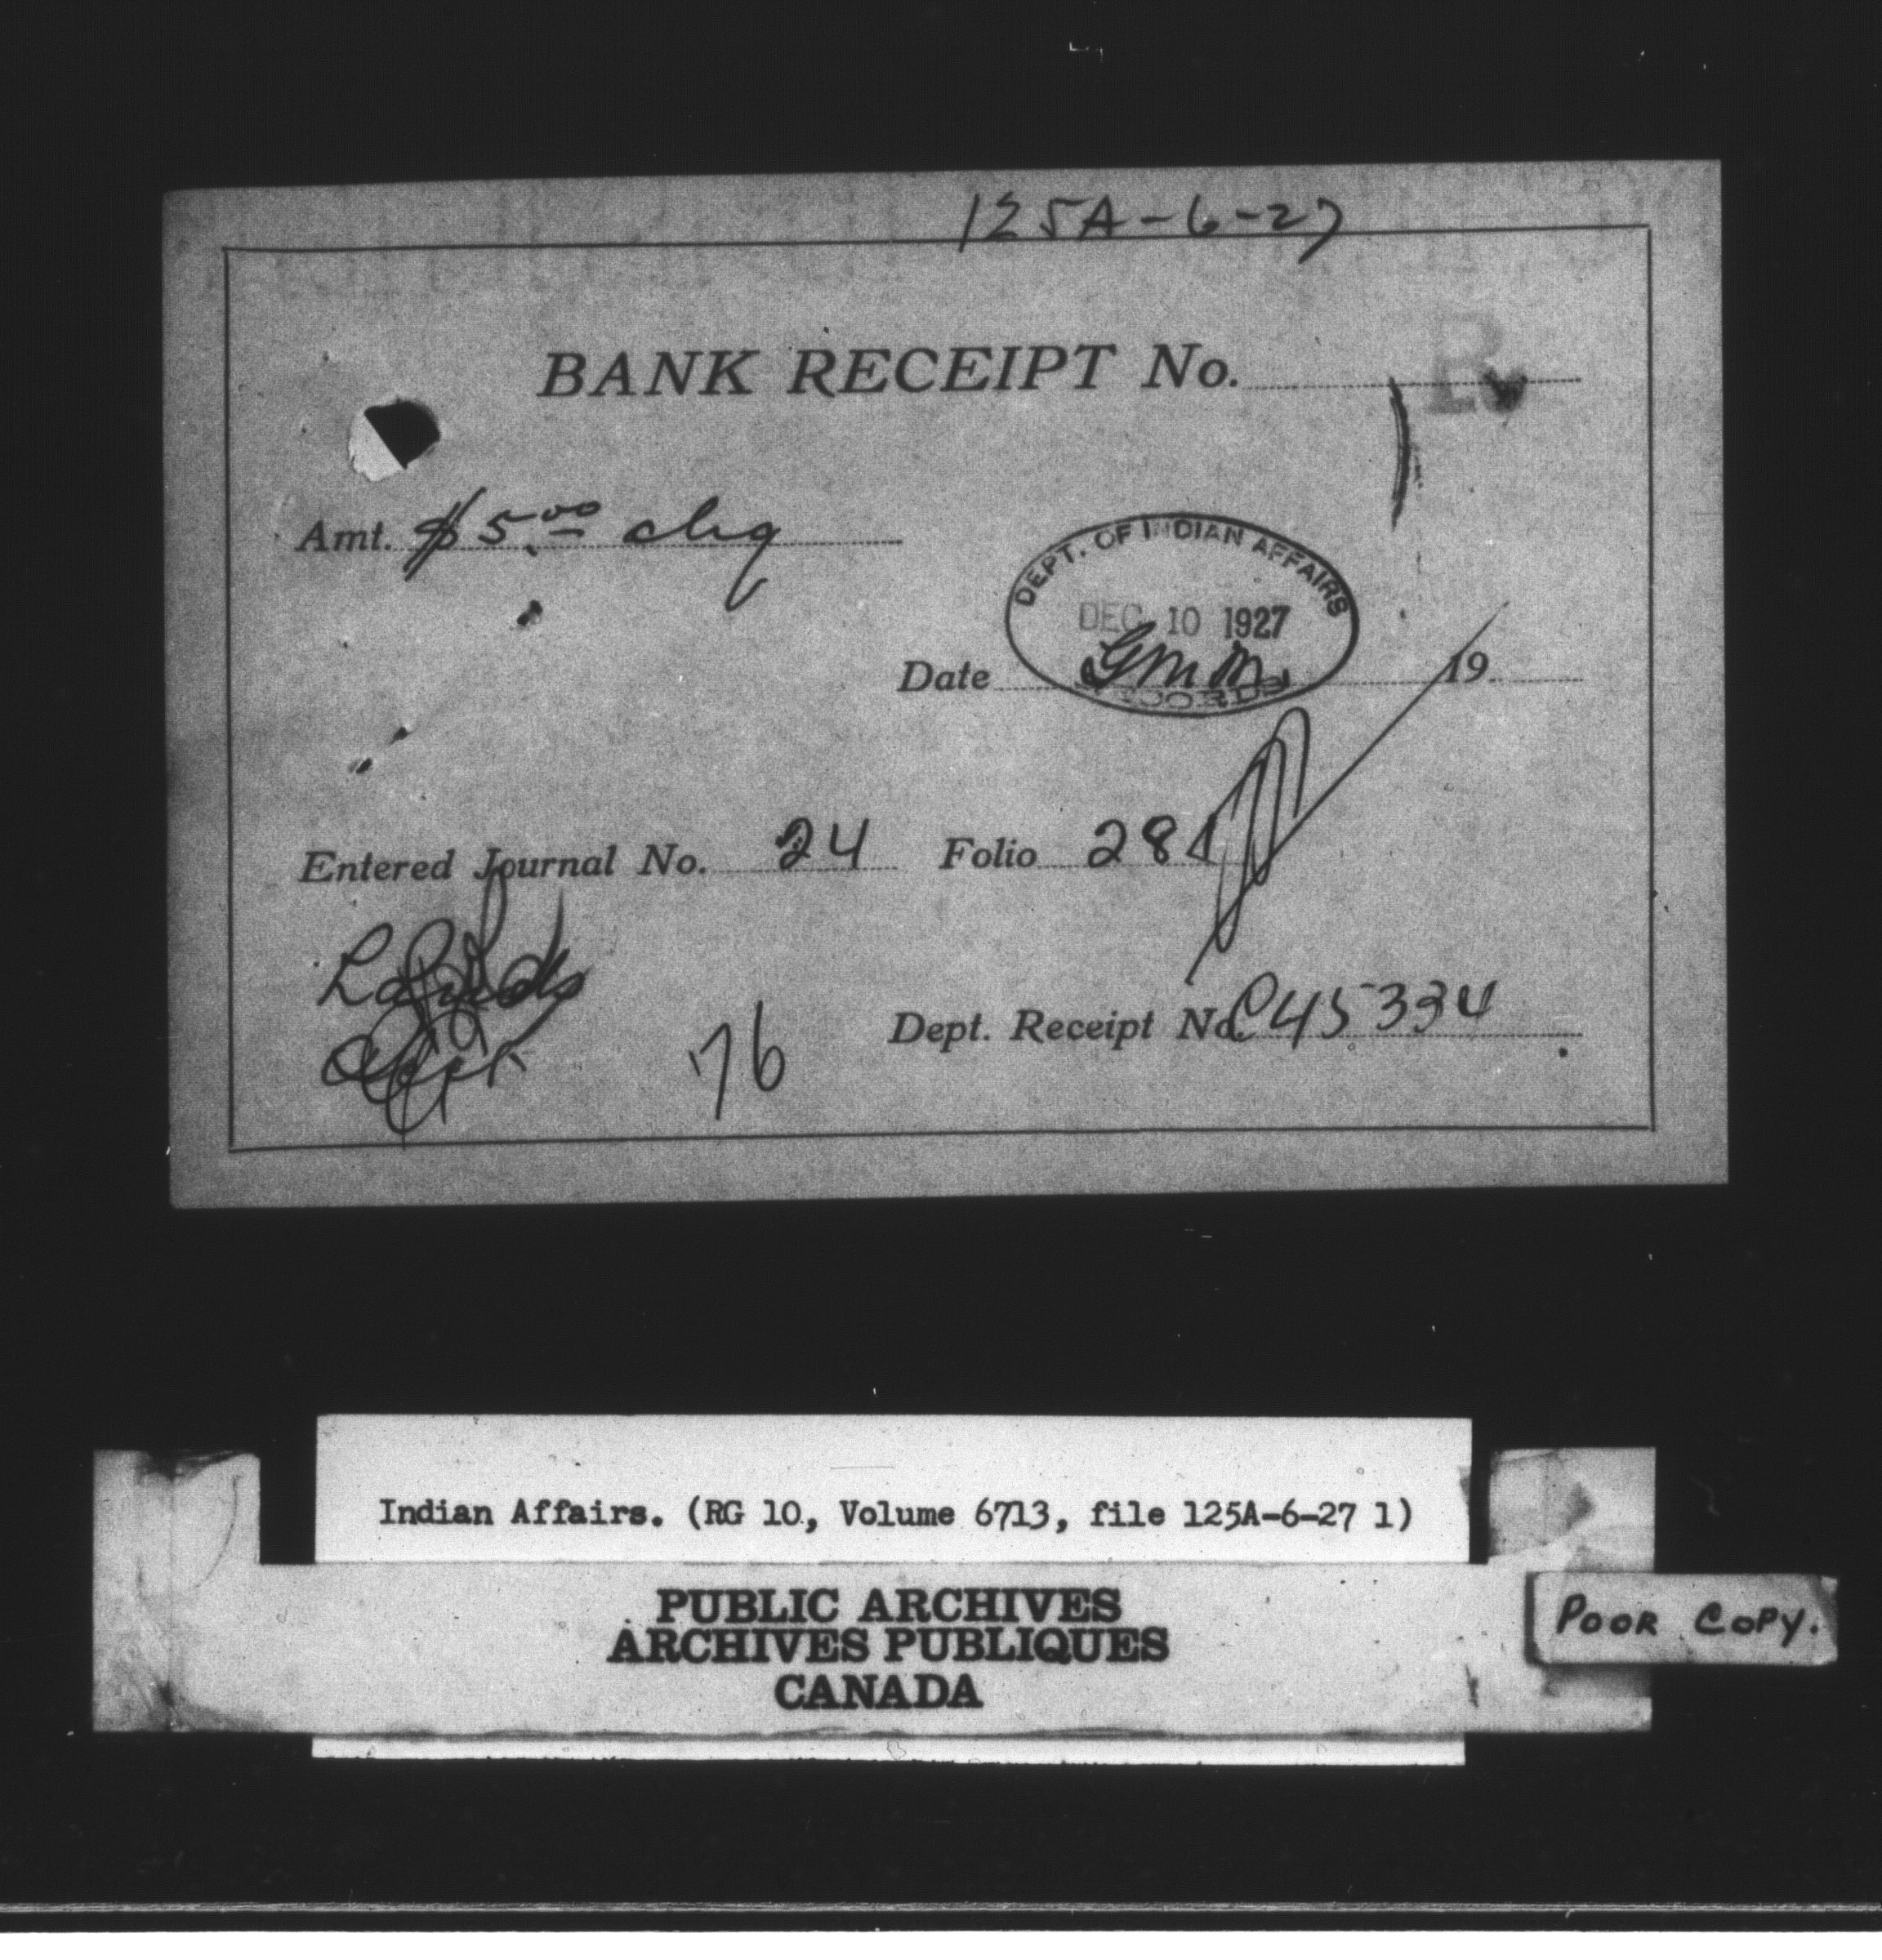 125A-6-27
BANK RECEIPT No.
R
Amt. $5.00 chq
DEPT. OF INDIAN AFFAIRS
DEC 10 1927
Date 19
RECORDS
Entered Journal No. 24 Folio 281
Dept. Receipt No. C45334
76
Indian Affairs. (RG 10, Volume 6713, file 125A-6-27 1)
PUBLIC ARCHIVES
ARCHIVES PUBLIQUES
CANADA
POOR COPY.